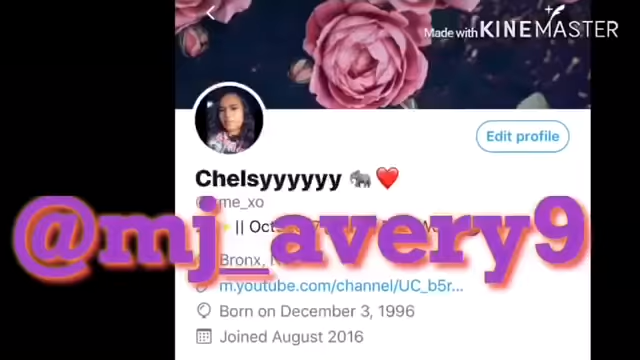 Made with KINEMASTER
Edit profile
Chelsyyyyyy 🐘❤️
@mj_avery9
Bronx,
m.youtube.com/channel/UC_b5r...
Born on December 3, 1996
Joined August 2016